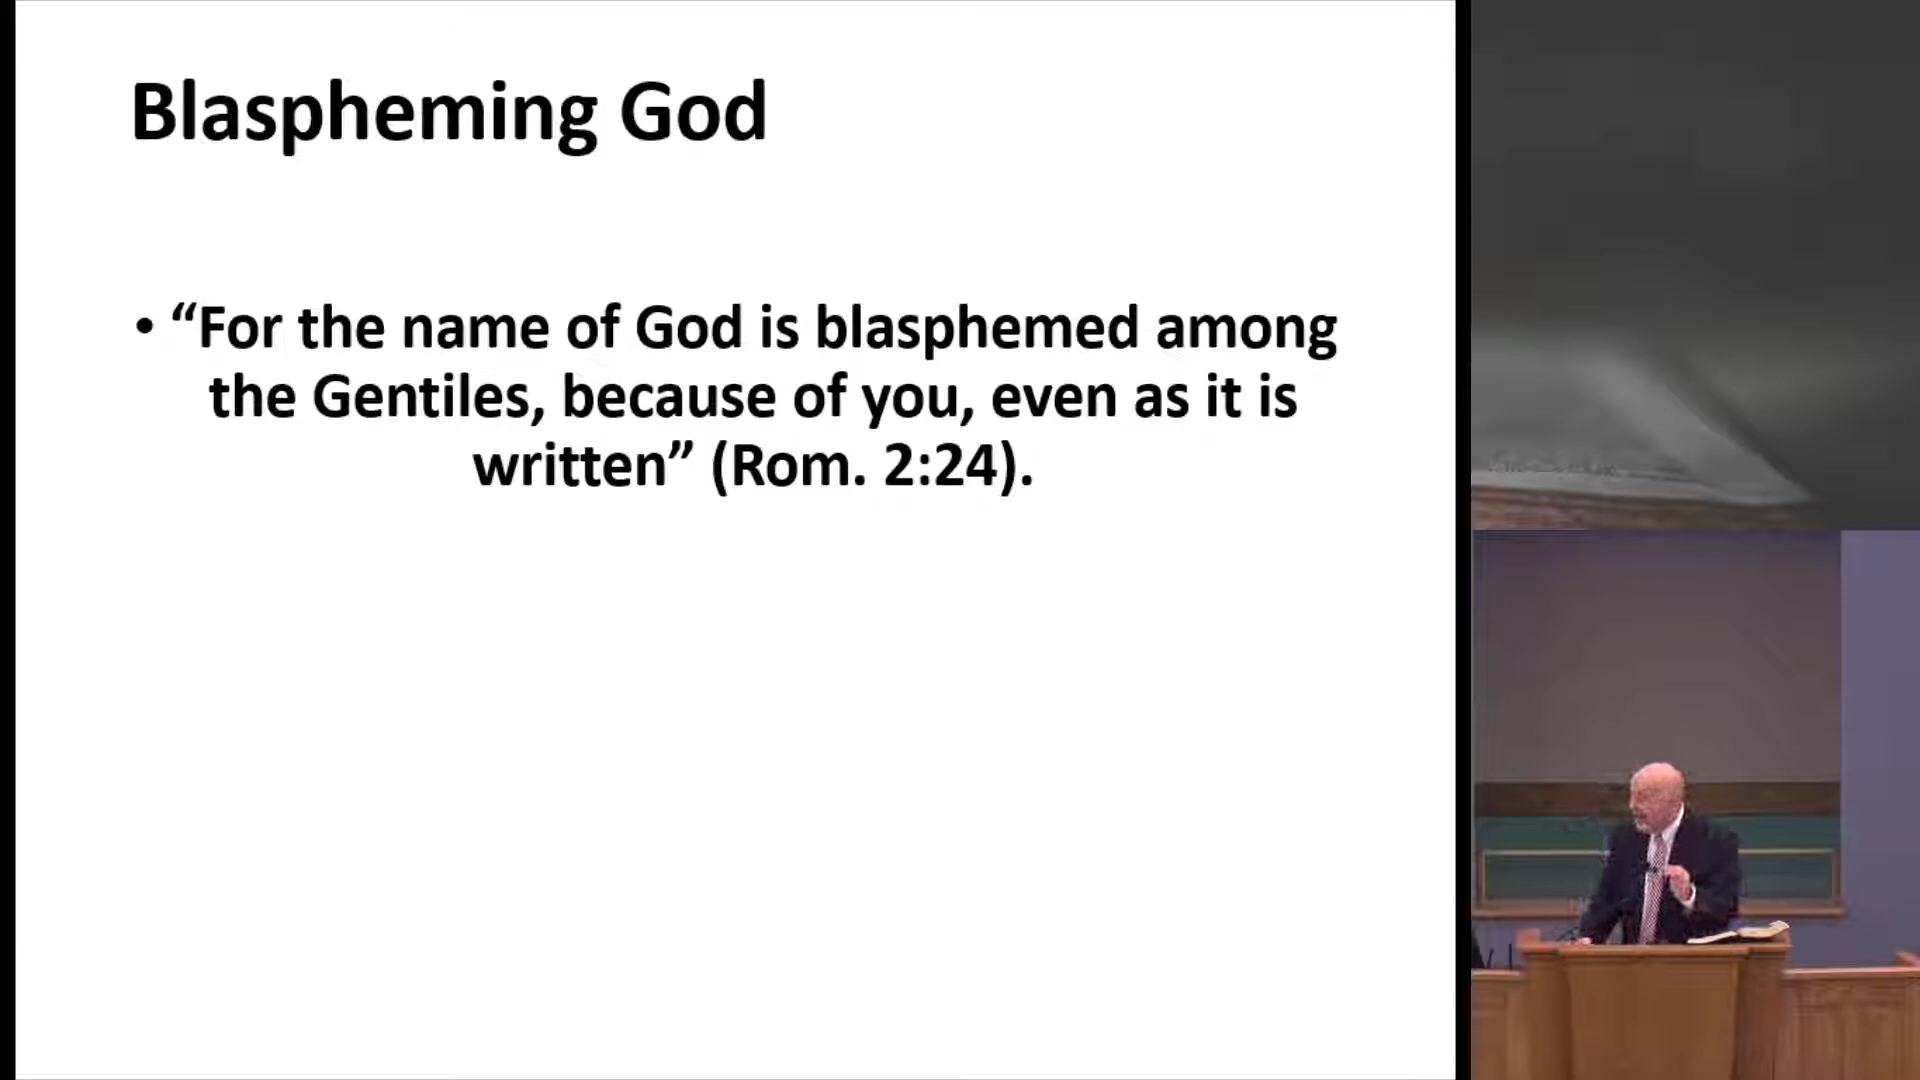 Blaspheming God
• “For the name of God is blasphemed among
the Gentiles, because of you, even as it is
written” (Rom. 2:24).